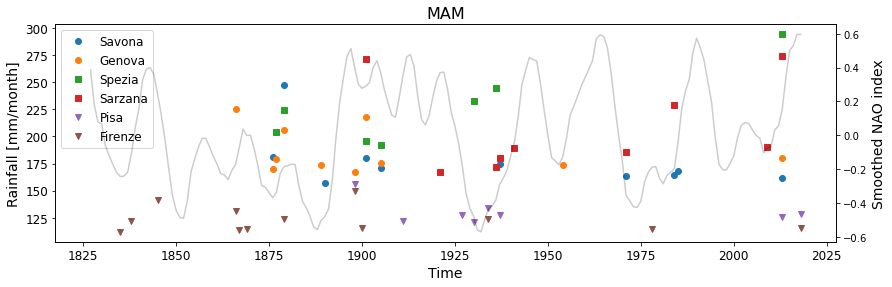 MAM
Rainfall [mm/month]
300
275
250
225
200
175
150
125
Savona
Genova
Spezia
Sarzana
Pisa
Firenze
0.6
0.4
0.2
0.0
−0.2
−0.4
−0.6
Smoothed NAO index
1825 1850 1875 1900 1925 1950 1975 2000 2025
Time